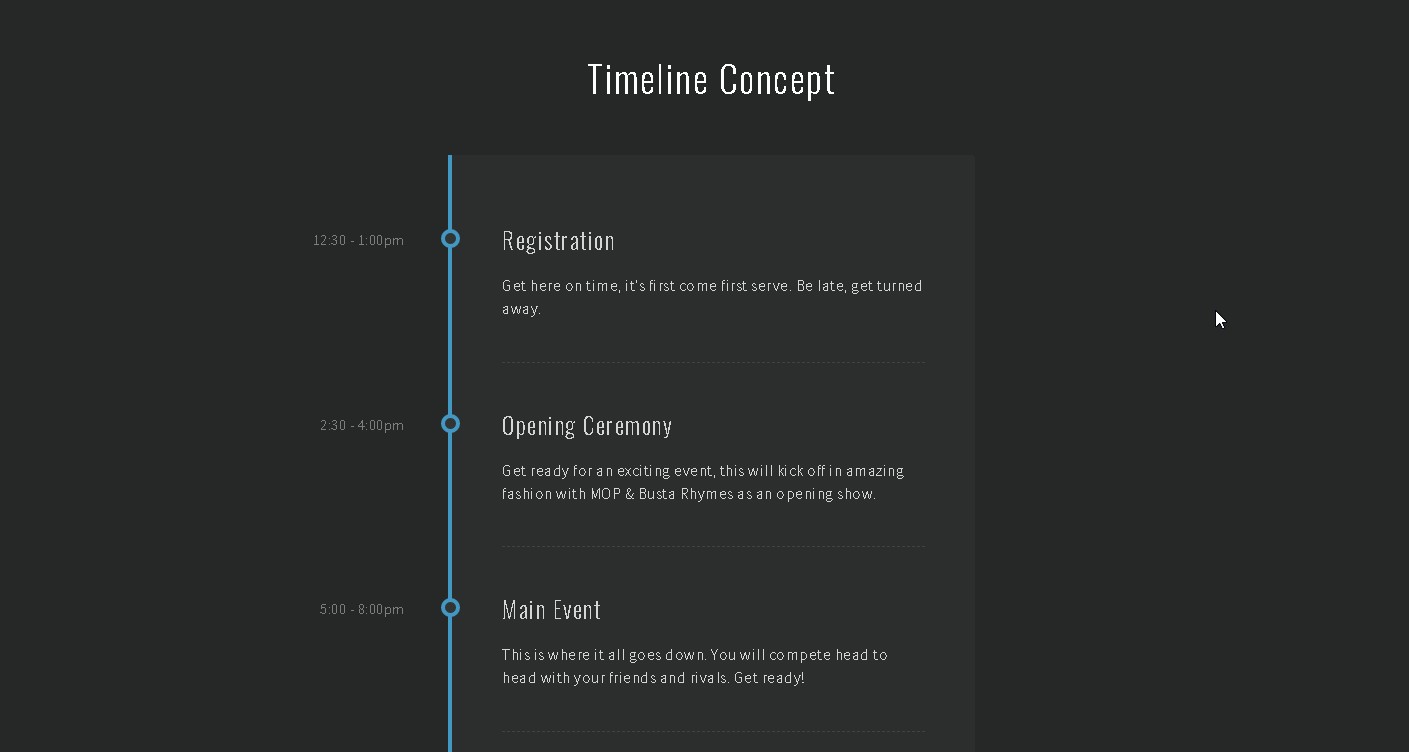 Timeline Concept
12:30 - 1:00pm
Registration
Get here on time, it's first come first serve. Be late, get turned
away.
2:30 - 4:00pm
Opening Ceremony
Get ready for an exciting event, this will kick off in amazing
fashion with MOP & Busta Rhymes as an opening show.
5:00 - 8:00pm
Main Event
This is where it all goes down. You will compete head to
head with your friends and rivals. Get ready!